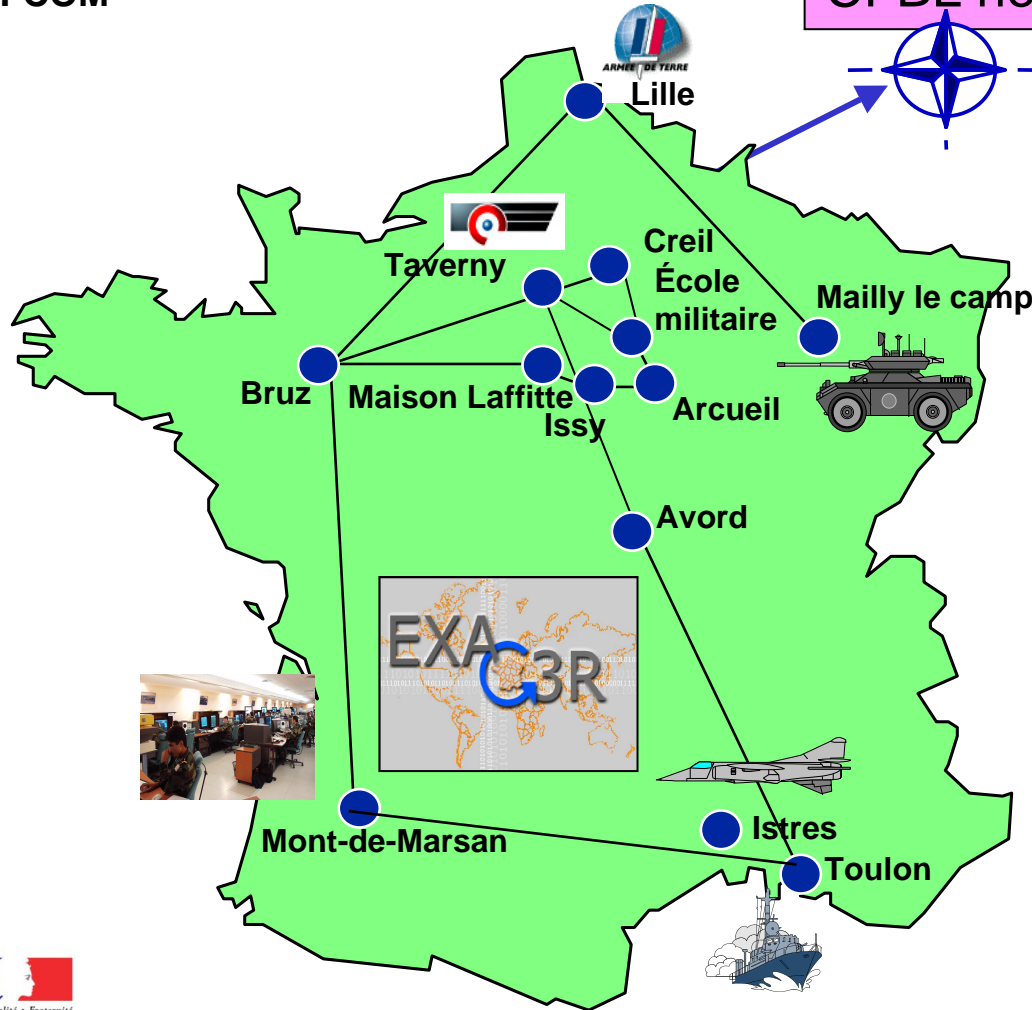 ARMEE DE TERRE
Lille
Creil
Taverny
École
militaire
Mailly le camp
Bruz
Maison Laffitte
Issy
Arcueil
Avord
EXA C3R
Istres
Mont-de-Marsan
Toulon